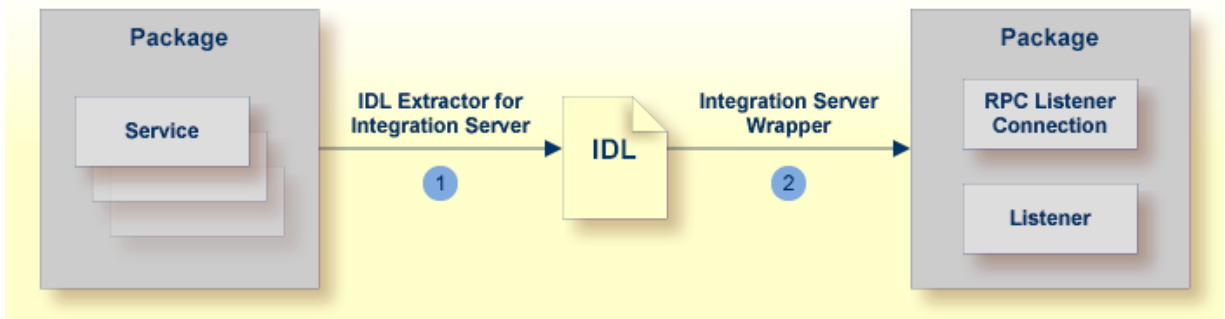 Package
Service
IDL Extractor for
Integration Server
1
IDL
Integration Server
Wrapper
2
Package
RPC Listener
Connection
Listener